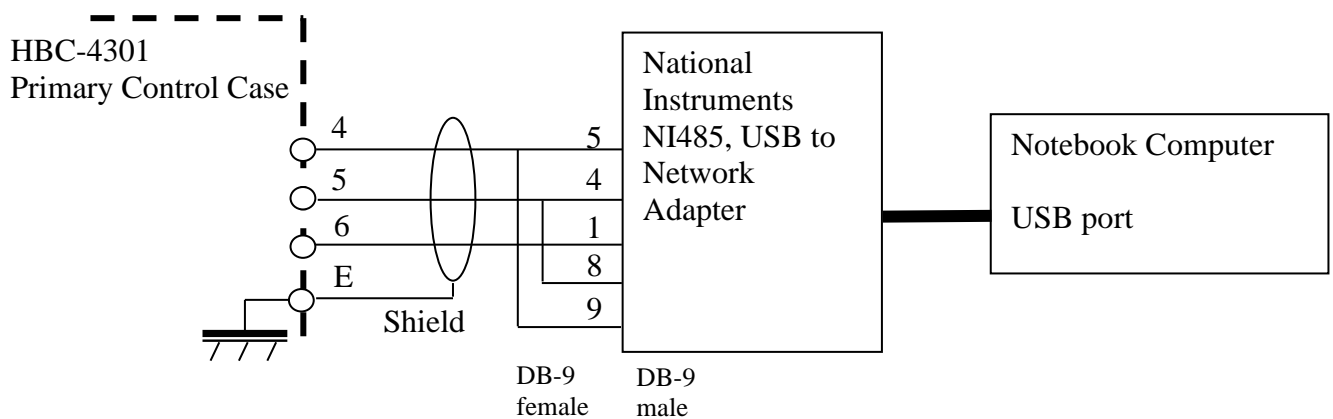 HBC-4301
Primary Control Case
4
5
6
E
Shield
5
4
1
8
9
DB-9
female
DB-9
male
National
Instruments
NI485, USB to
Network
Adapter
Notebook Computer
USB port